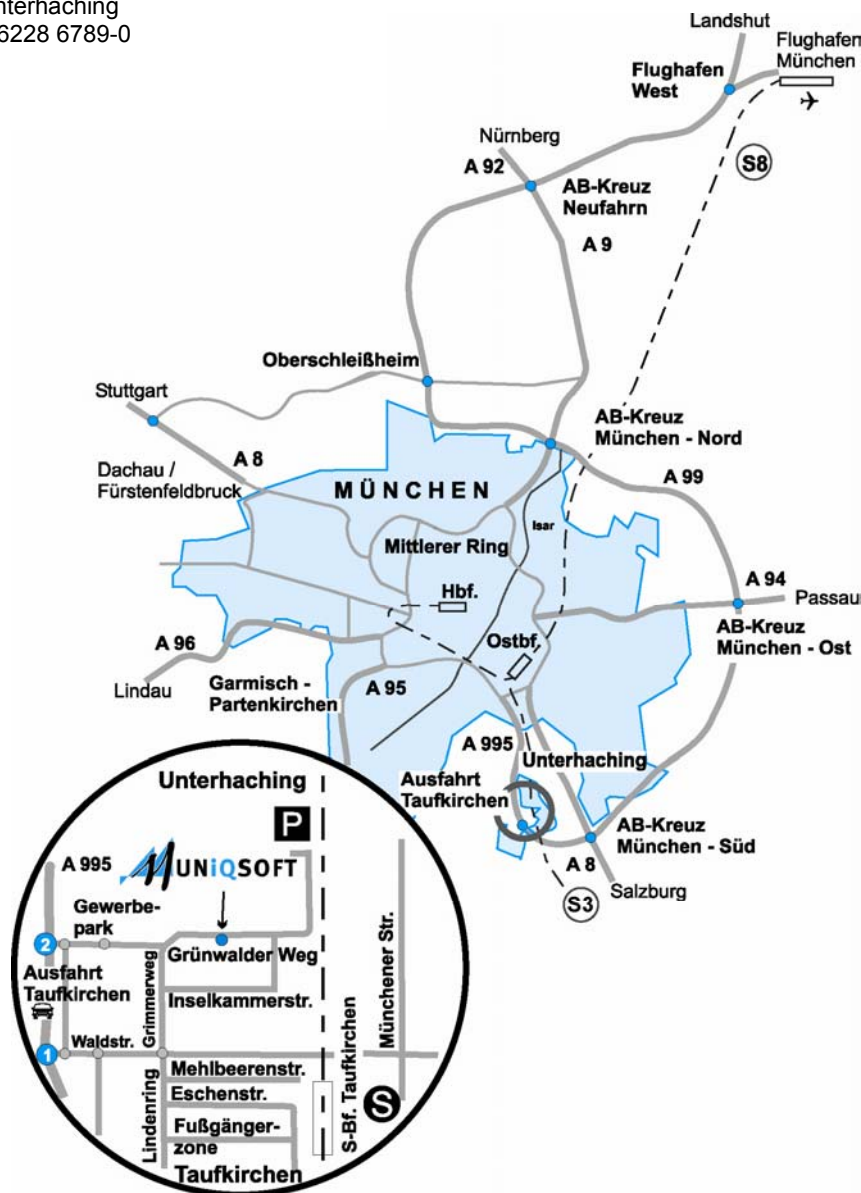 nterhaching
6228 6789-0
Landshut
Flughafen
München
Flughafen
West
Nürnberg
A 92
S8
AB-Kreuz
Neufahrn
A 9
Oberschleißheim
Stuttgart
AB-Kreuz
München - Nord
A 8
Dachau /
Fürstenfeldbruck
MÜNCHEN
A 99
Isar
Mittlerer Ring
A 94
Hbf.
Passau
Ostbf.
AB-Kreuz
München - Ost
A 96
Lindau
Garmisch -
Partenkirchen
A 95
A 995
Unterhaching
Ausfahrt
Taufkirchen
AB-Kreuz
München - Süd
A 8
Salzburg
S3
Unterhaching
P
A 995
MUNiQSOFT
Gewerbe-
park
2
Grünwalder Weg
Ausfahrt
Taufkirchen
Grimmerweg
Inselkammerstr.
Münchener Str.
Waldstr.
1
Mehlbeerenstr.
Eschenstr.
Lindenring
S-Bf. Taufkirchen
S
Fußgänger-
zone
Taufkirchen